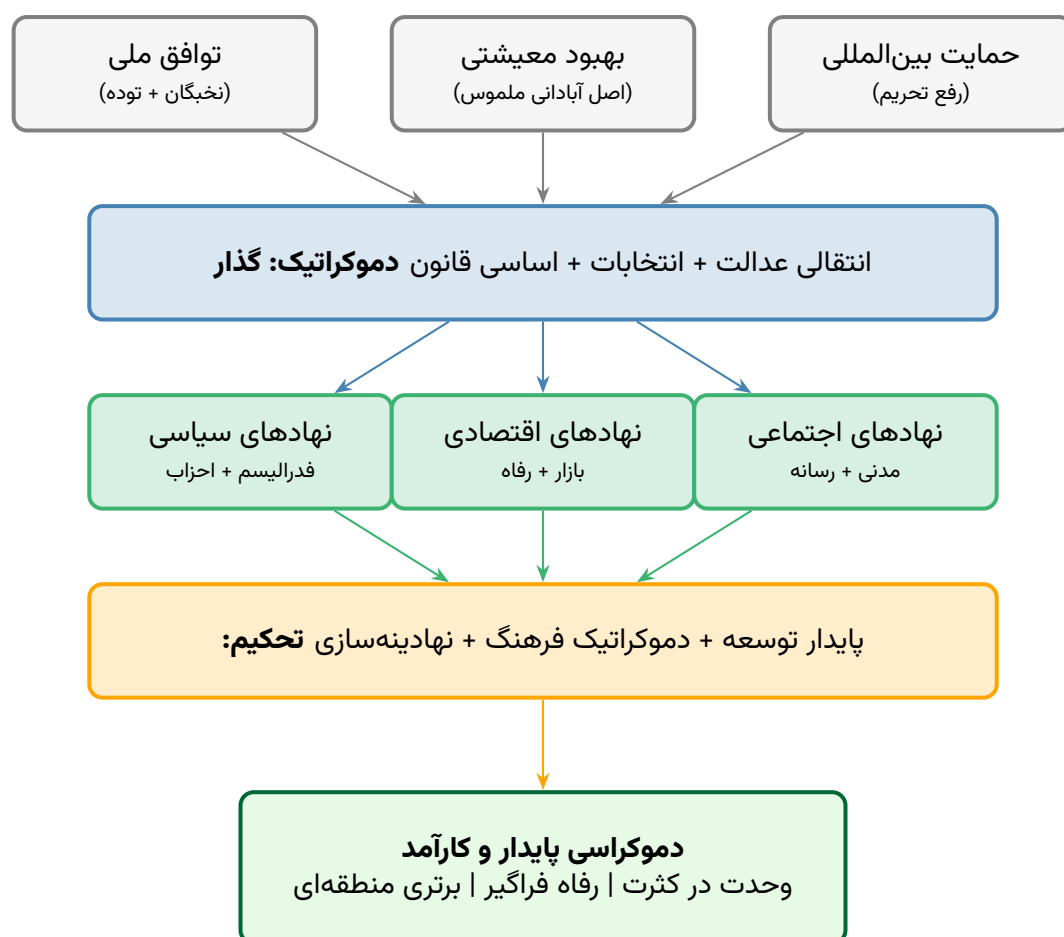 حمایت بین‌المللی
(رفع تحریم)
بهبود معیشتی
(اصل آبادانی ملموس)
توافق ملی
(نخبگان + توده)
انتقالی عدالت + انتخابات + اساسی قانون دموکراتیک: گذار
نهادهای اجتماعی
مدنی + رسانه
نهادهای اقتصادی
بازار + رفاه
نهادهای سیاسی
فدرالیسم + احزاب
پایدار توسعه + دموکراتیک فرهنگ + نهادینه‌سازی تحکیم:
دموکراسی پایدار و کارآمد
وحدت در کثرت | رفاه فراگیر | برتری منطقه‌ای